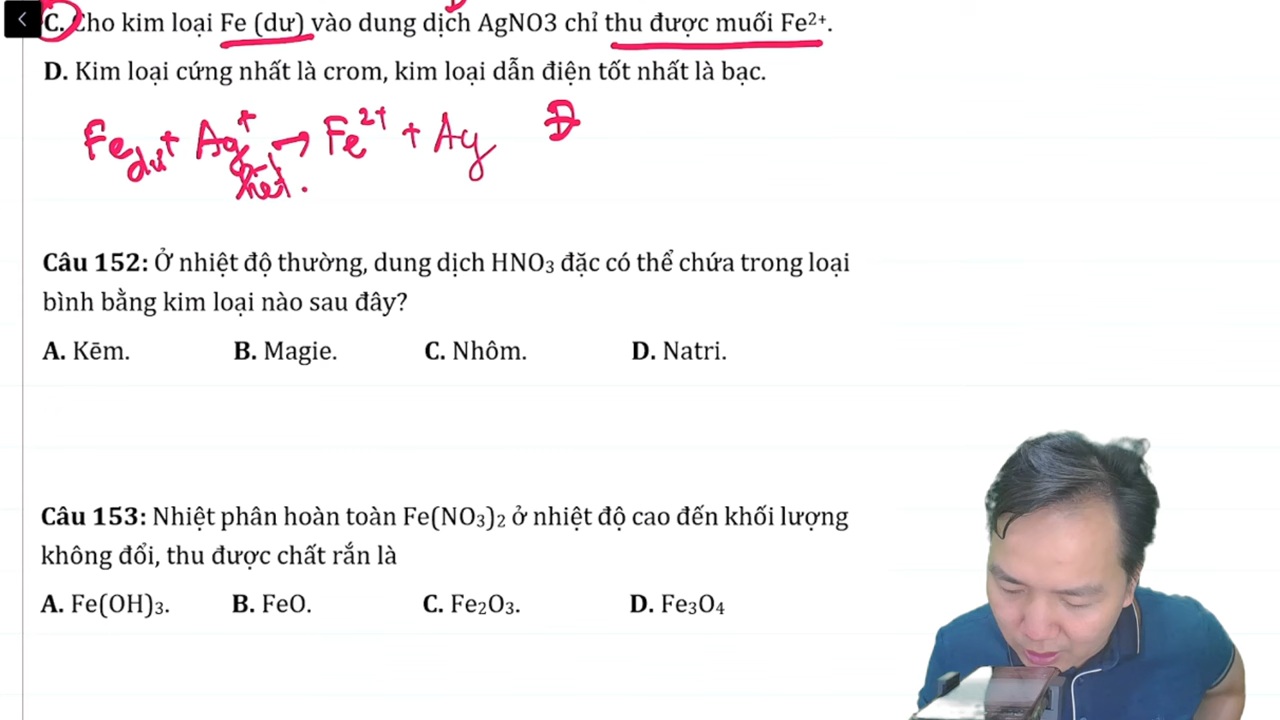 C. Cho kim loại Fe (dư) vào dung dịch AgNO3 chỉ thu được muối Fe²⁺.
D. Kim loại cứng nhất là crom, kim loại dẫn điện tốt nhất là bạc.
Fe dư + Ag⁺ hết. → Fe²⁺ + Ag Đ
Câu 152: Ở nhiệt độ thường, dung dịch HNO₃ đặc có thể chứa trong loại
bình bằng kim loại nào sau đây?
A. Kẽm. B. Magie. C. Nhôm. D. Natri.
Câu 153: Nhiệt phân hoàn toàn Fe(NO₃)₂ ở nhiệt độ cao đến khối lượng
không đổi, thu được chất rắn là
A. Fe(OH)₃. B. FeO. C. Fe₂O₃. D. Fe₃O₄